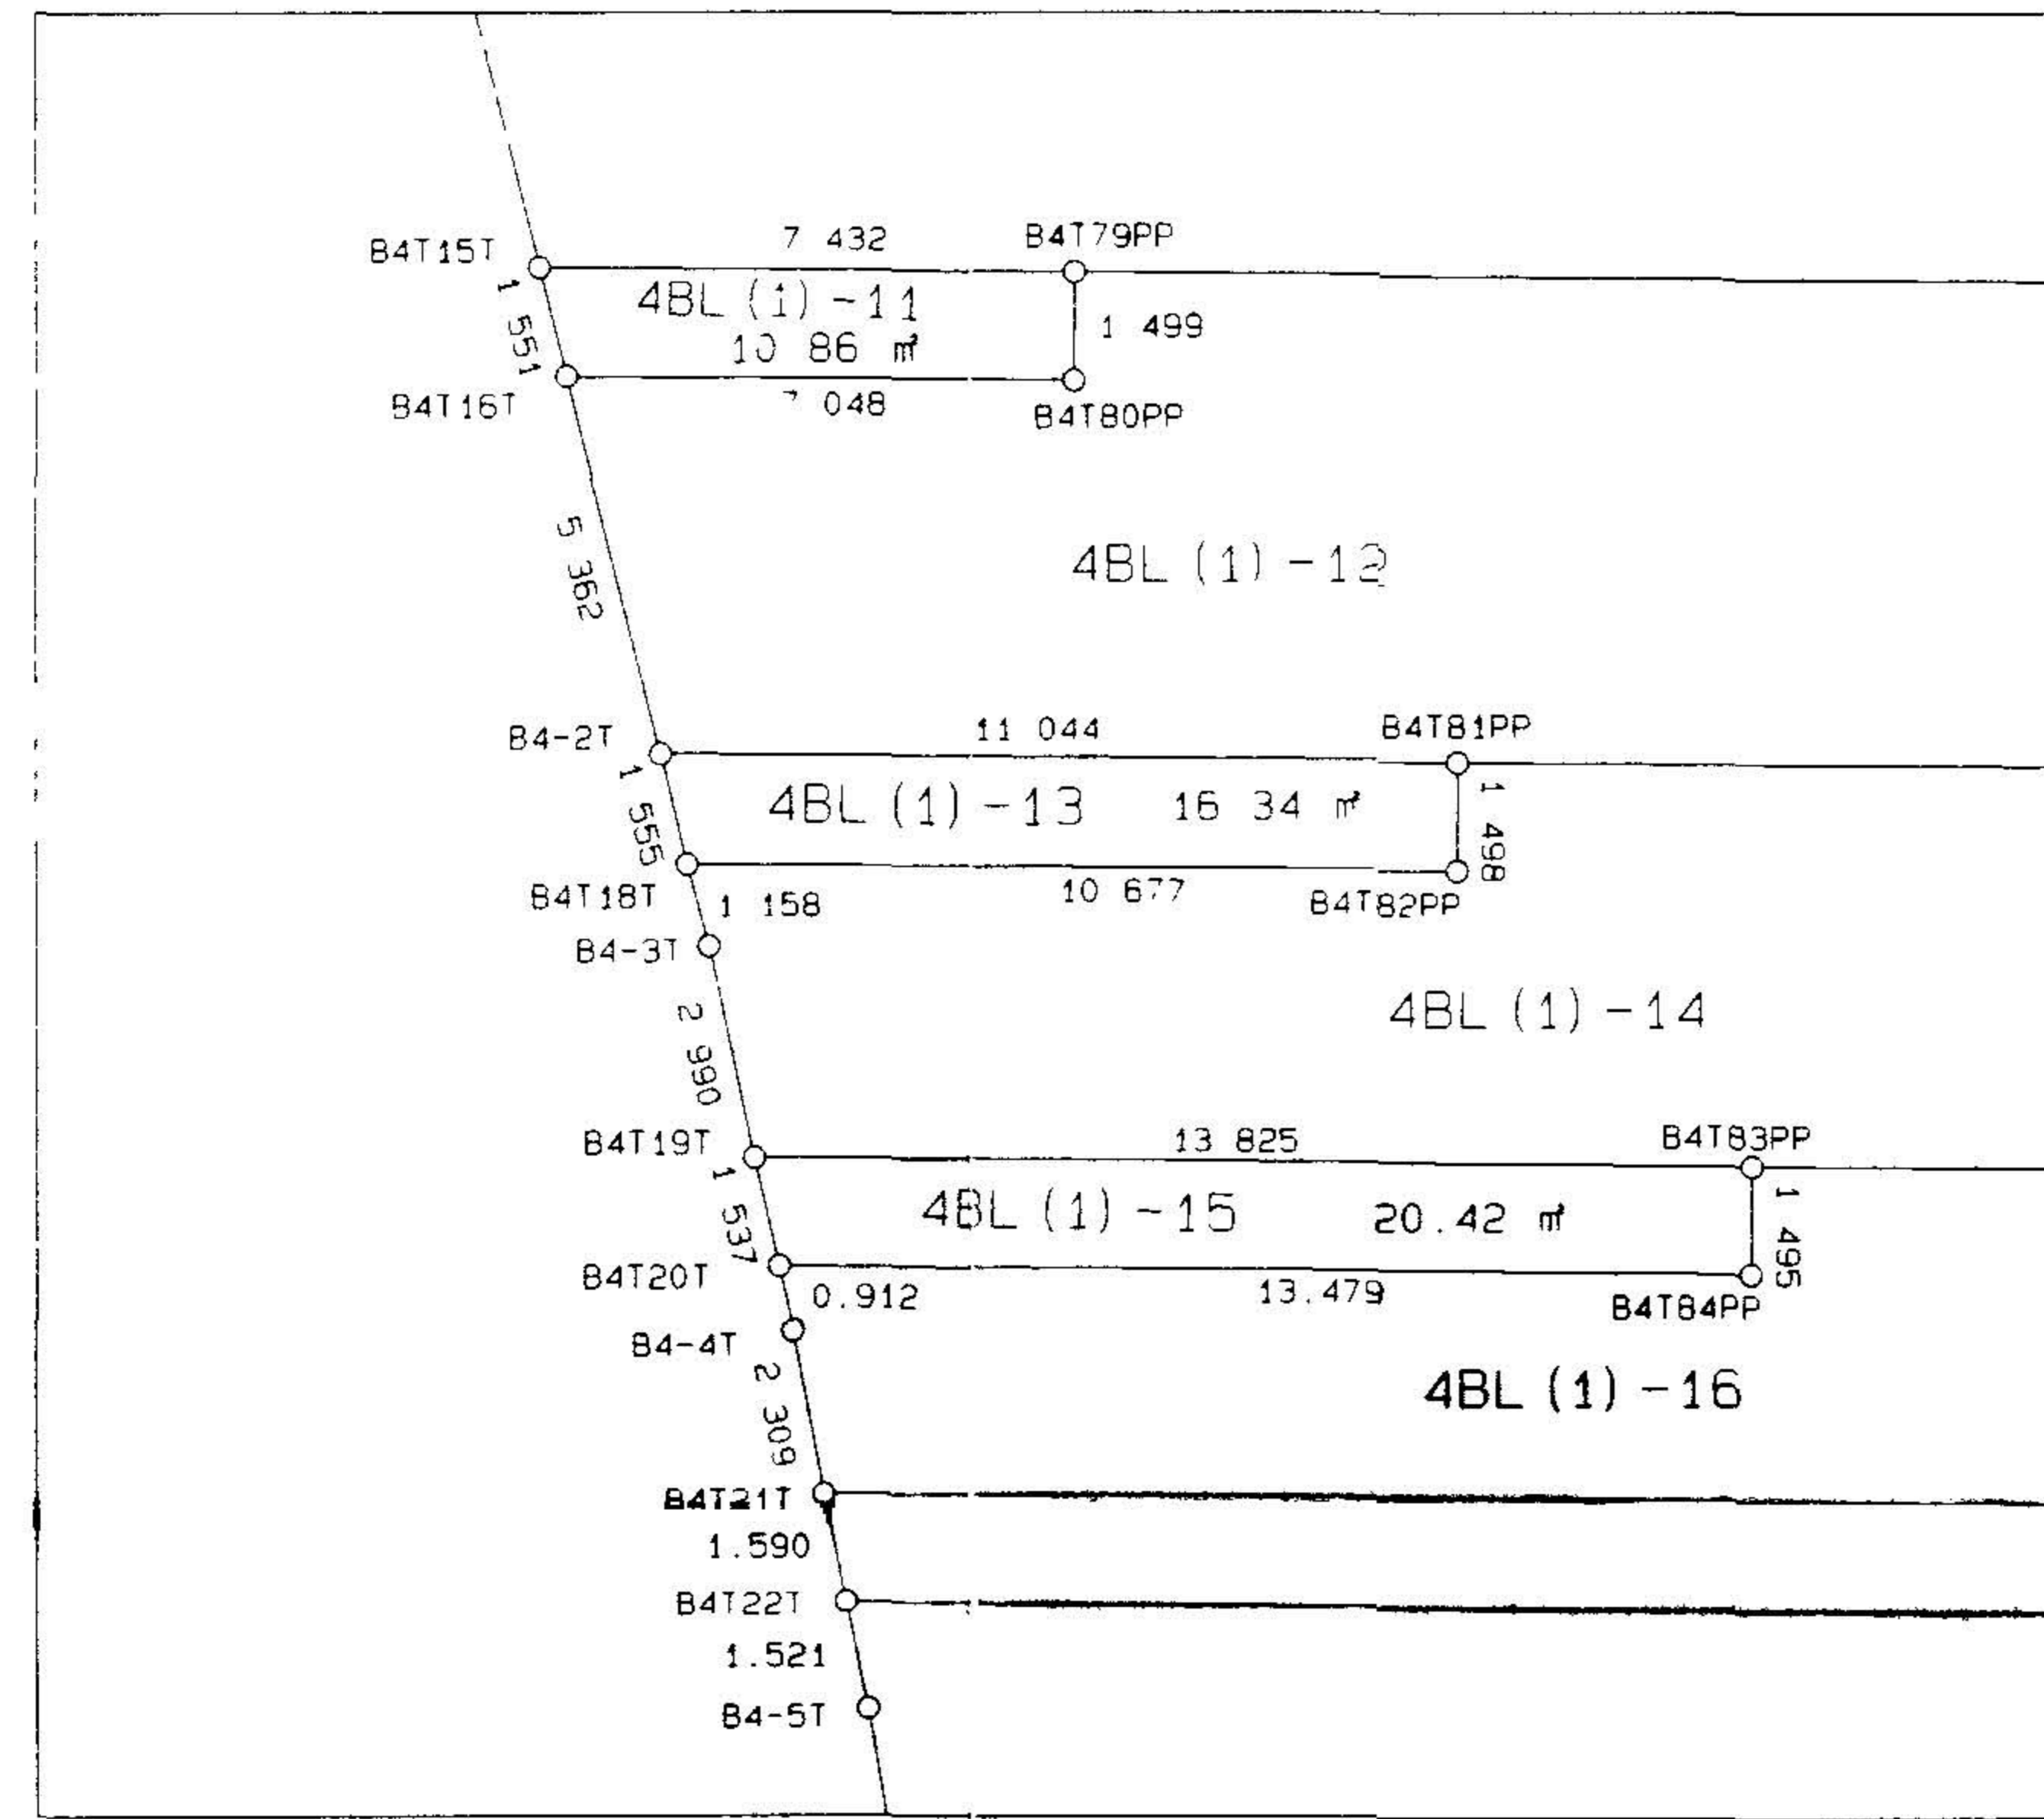 B4T15T
7 432
B4T79PP
4BL (1) -11
1 551
10 86 ㎡
1 499
B4T16T
7 048
B4T80PP
5 362
4BL (1) -12
B4-2T
11 044
B4T81PP
1 555
4BL (1) -13
16 34 ㎡
1 498
B4T18T
1 158
10 677
B4T82PP
B4-3T
2 990
4BL (1) -14
B4T19T
13 825
B4T83PP
1 537
4BL (1) -15
20.42 ㎡
1 495
B4T20T
0.912
13.479
B4T84PP
B4-4T
2 309
4BL (1) -16
B4T21T
1.590
B4T22T
1.521
B4-5T